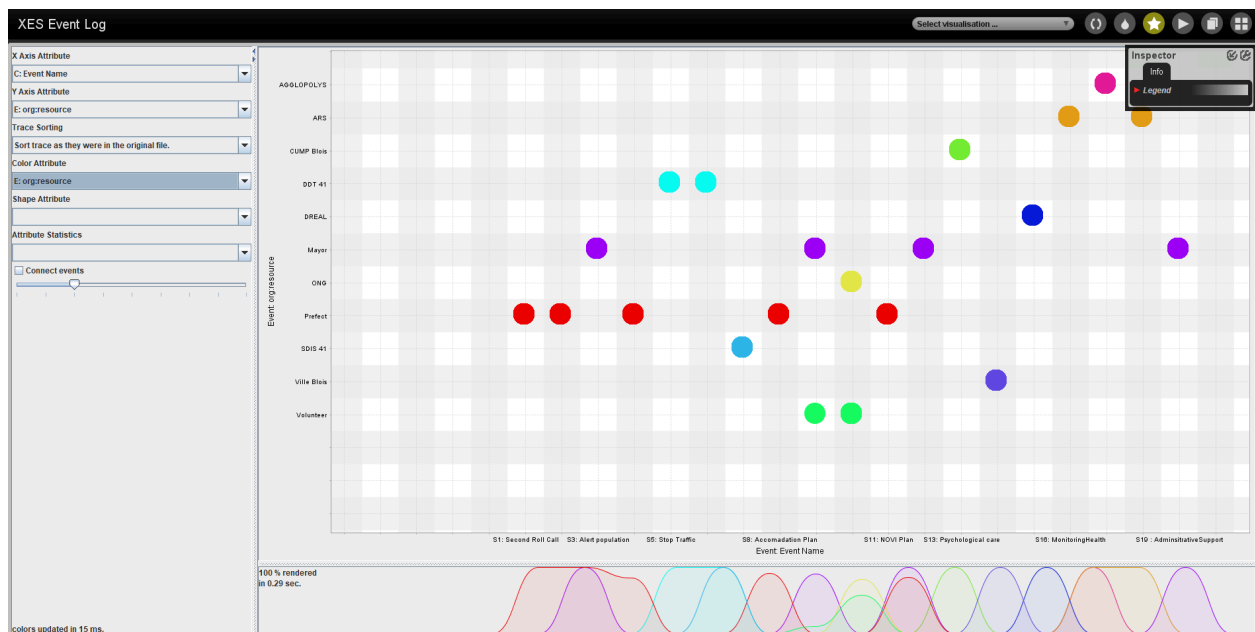 XES Event Log
Select visualisation ...
X Axis Attribute
C: Event Name
Y Axis Attribute
E: org:resource
Trace Sorting
Sort trace as they were in the original file.
Color Attribute
E: org:resource
Shape Attribute
Attribute Statistics
Connect events
colors updated in 15 ms.
Inspector
Info
Legend
Event: org:resource
AGGLOPOLYS
ARS
CUMP Blois
DDT 41
DREAL
Mayor
ONG
Prefect
SDIS 41
Ville Blois
Volunteer
S1: Second Roll Call S3: Alert population S5: Stop Traffic S8: Accomadation Plan S11: NOVI Plan S13: Psychological care S16: MonitoringHealth S19 : AdminsitrativeSupport
Event: Event Name
100 % rendered
in 0.29 sec.